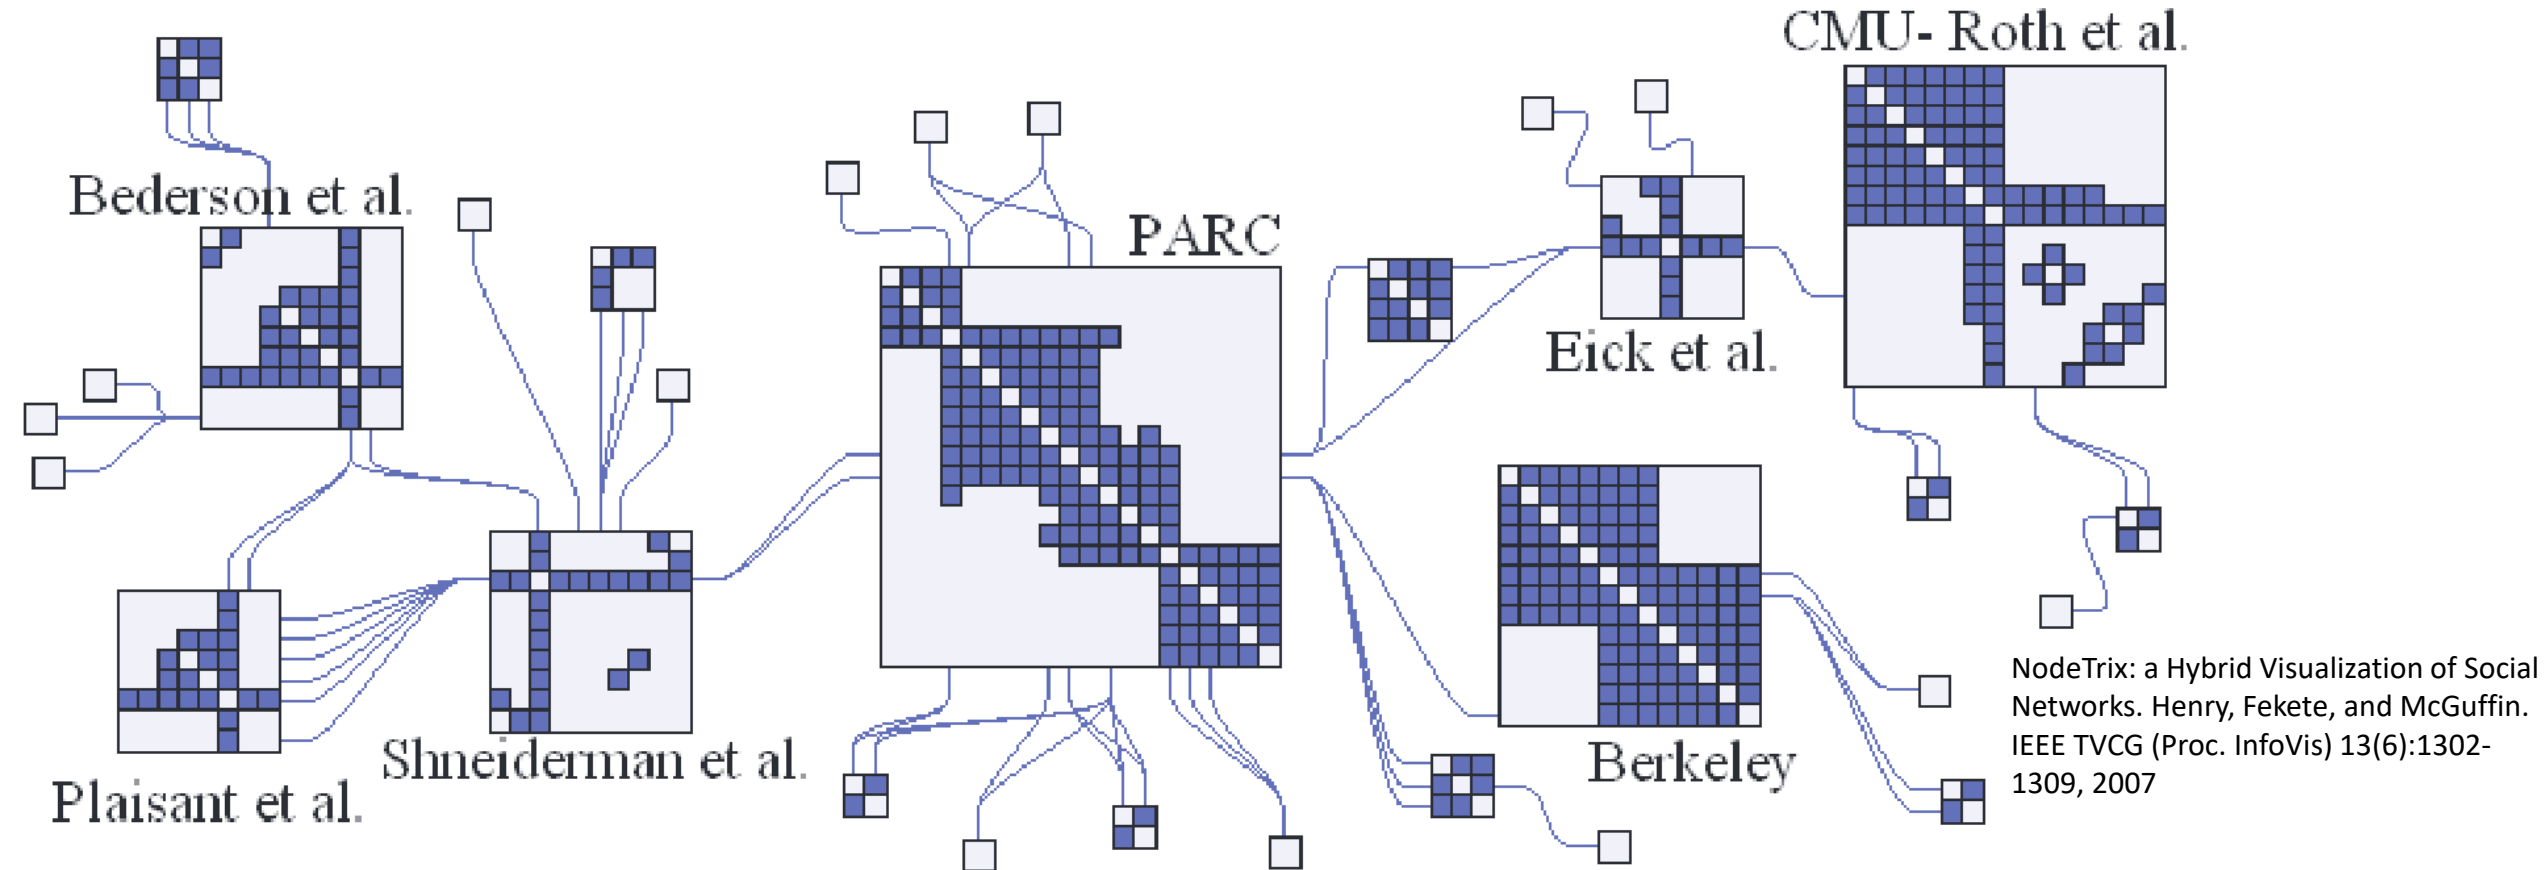 CMU- Roth et al.
Bederson et al.
PARC
Eick et al.
Shneiderman et al.
Berkeley
Plaisant et al.
NodeTrix: a Hybrid Visualization of Social
Networks. Henry, Fekete, and McGuffin.
IEEE TVCG (Proc. InfoVis) 13(6):1302-
1309, 2007